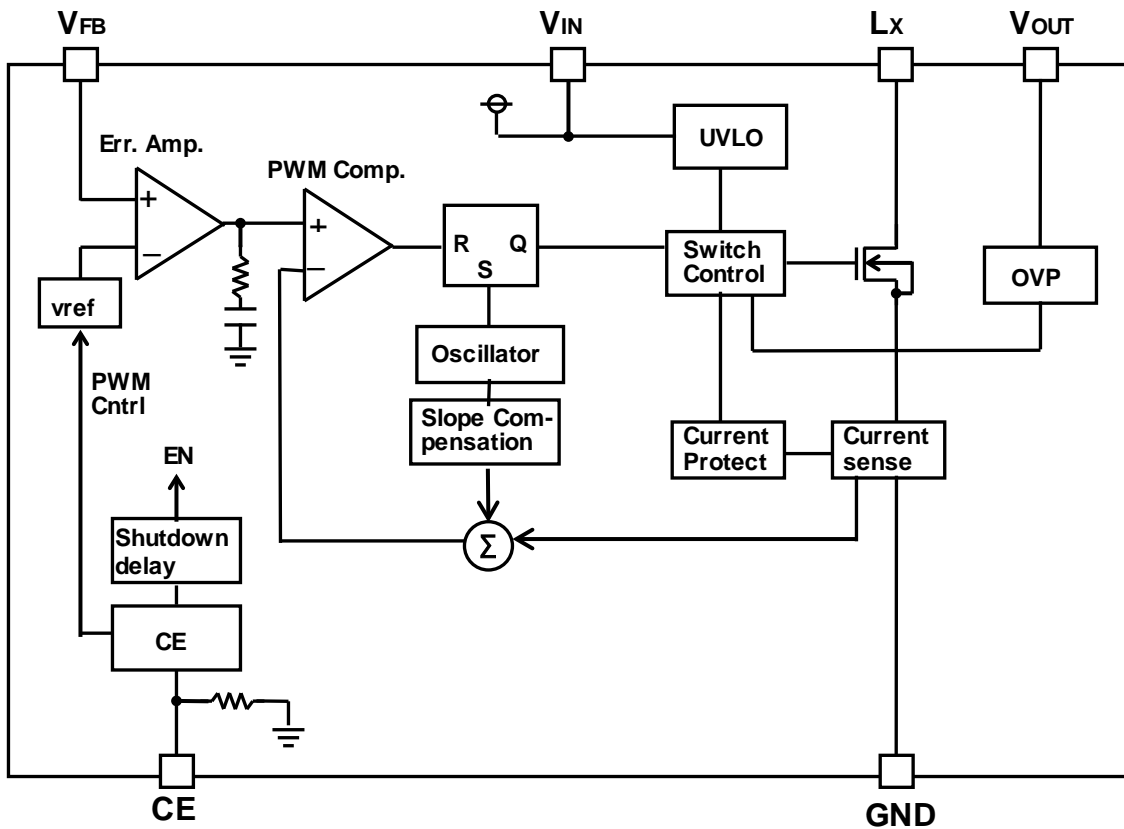 VFB
VIN
LX
VOUT
Err. Amp.
PWM Comp.
UVLO
+
−
+
−
R
Q
S
Switch
Control
OVP
vref
Oscillator
PWM
Cntrl
Slope Com-
pensation
Current
Protect
Current
sense
EN
Shutdown
delay
Σ
CE
CE
GND